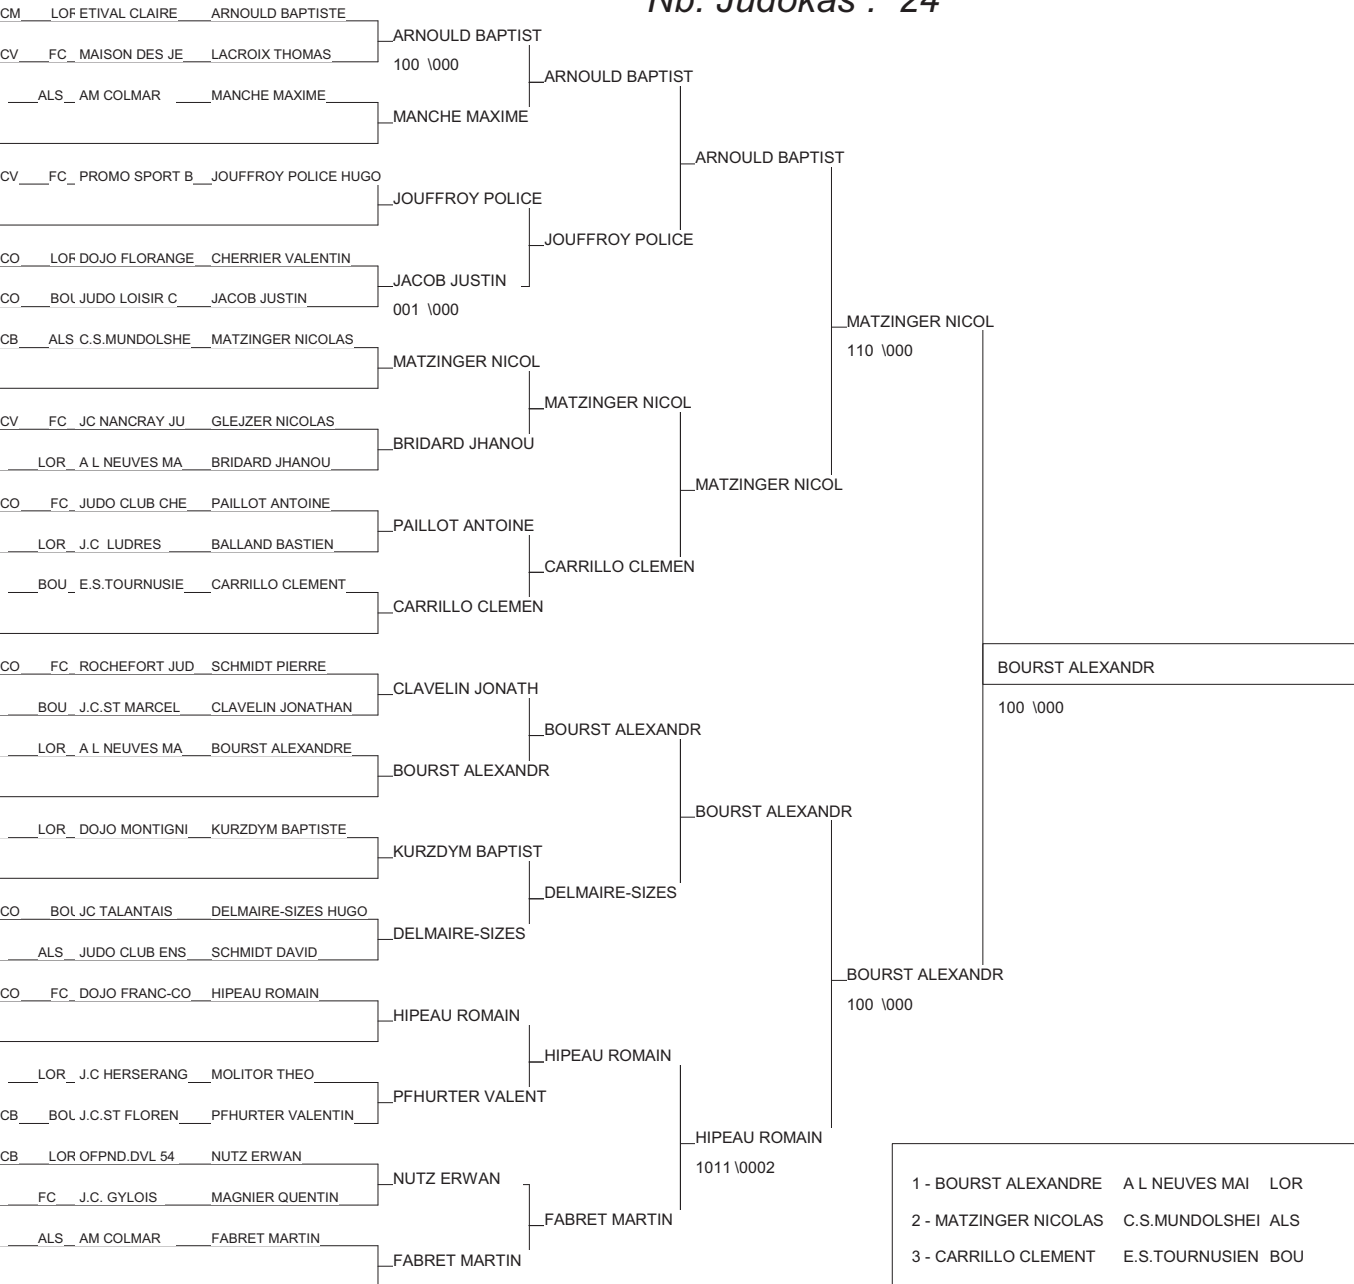 Nb. Judokas : 24
CM LOR ETIVAL CLAIRE ARNOULD BAPTISTE
ARNOULD BAPTIST
CV FC MAISON DES JE LACROIX THOMAS
100 \000
ARNOULD BAPTIST
ALS AM COLMAR MANCHE MAXIME
MANCHE MAXIME
ARNOULD BAPTIST
CV FC PROMO SPORT B JOUFFROY POLICE HUGO
JOUFFROY POLICE
JOUFFROY POLICE
CO LOR DOJO FLORANGE CHERRIER VALENTIN
JACOB JUSTIN
CO BOU JUDO LOISIR C JACOB JUSTIN
001 \000
MATZINGER NICOL
CB ALS C.S.MUNDOLSHE MATZINGER NICOLAS
110 \000
MATZINGER NICOL
MATZINGER NICOL
CV FC JC NANCRAY JU GLEJZER NICOLAS
BRIDARD JHANOU
LOR A L NEUVES MA BRIDARD JHANOU
MATZINGER NICOL
CO FC JUDO CLUB CHE PAILLOT ANTOINE
PAILLOT ANTOINE
LOR J.C LUDRES BALLAND BASTIEN
CARRILLO CLEMEN
BOU E.S.TOURNUSIE CARRILLO CLEMENT
CARRILLO CLEMEN
CO FC ROCHEFORT JUD SCHMIDT PIERRE
BOURST ALEXANDR
CLAVELIN JONATH
BOU J.C.ST MARCEL CLAVELIN JONATHAN
100 \000
BOURST ALEXANDR
LOR A L NEUVES MA BOURST ALEXANDRE
BOURST ALEXANDR
BOURST ALEXANDR
LOR DOJO MONTIGNI KURZDYM BAPTISTE
KURZDYM BAPTIST
DELMAIRE-SIZES
CO BOU JC TALANTAIS DELMAIRE-SIZES HUGO
DELMAIRE-SIZES
ALS JUDO CLUB ENS SCHMIDT DAVID
BOURST ALEXANDR
CO FC DOJO FRANC-CO HIPEAU ROMAIN
100 \000
HIPEAU ROMAIN
HIPEAU ROMAIN
LOR J.C HERSERANG MOLITOR THEO
PFHURTER VALENT
CB BOU J.C.ST FLOREN PFHURTER VALENTIN
HIPEAU ROMAIN
CB LOR OFPND.DVL 54 NUTZ ERWAN
1011 \0002
NUTZ ERWAN
FC J.C. GYLOIS MAGNIER QUENTIN
FABRET MARTIN
ALS AM COLMAR FABRET MARTIN
FABRET MARTIN
1 - BOURST ALEXANDRE A L NEUVES MAI LOR
2 - MATZINGER NICOLAS C.S.MUNDOLSHEI ALS
3 - CARRILLO CLEMENT E.S.TOURNUSIEN BOU